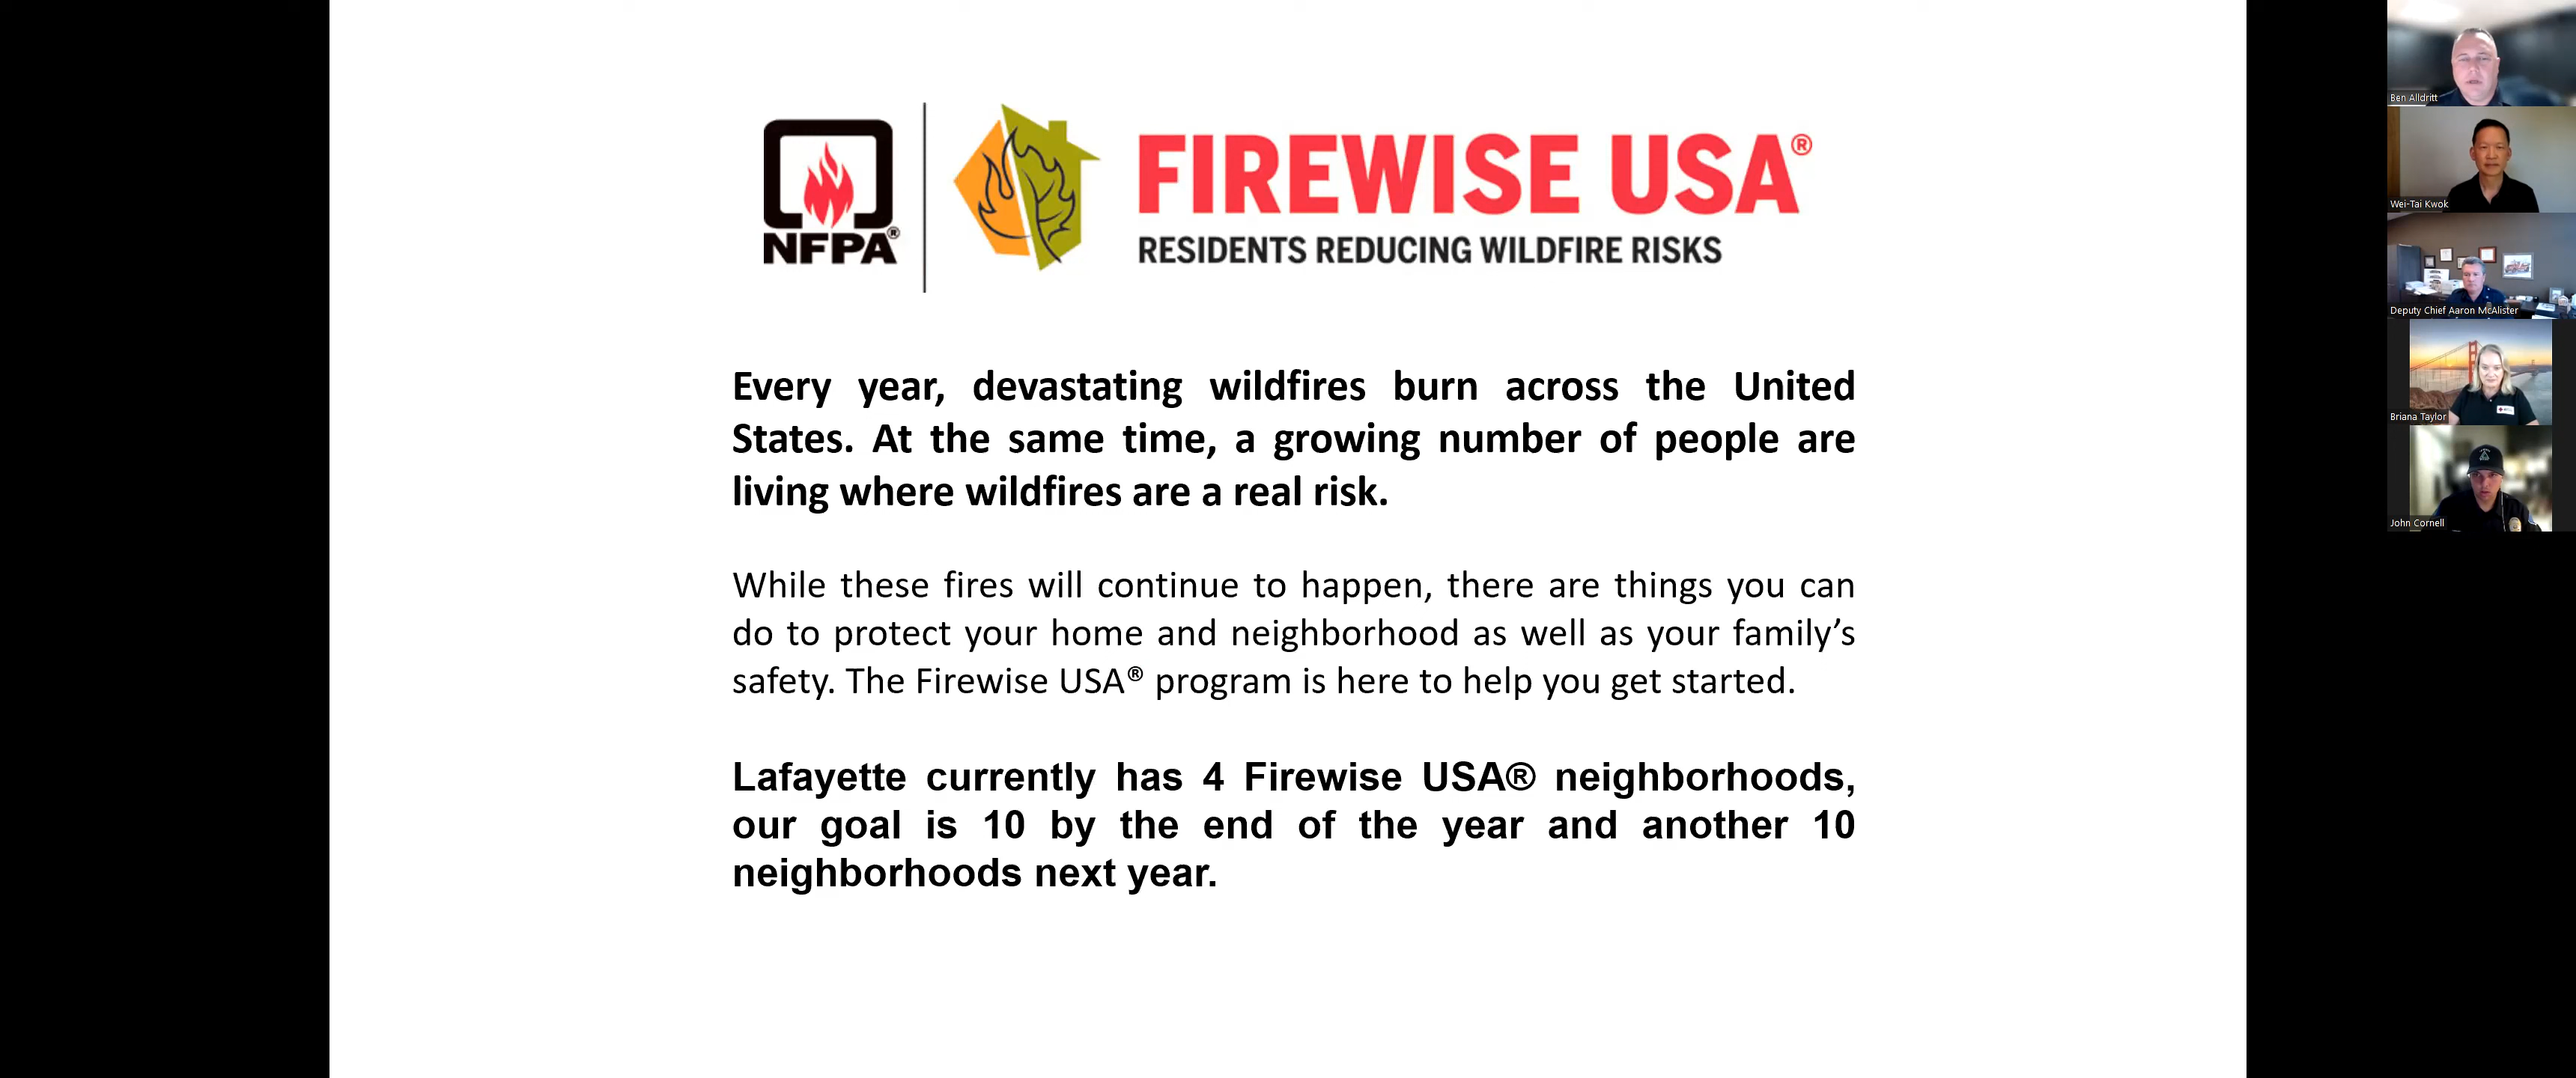 NFPA®
FIREWISE USA®
RESIDENTS REDUCING WILDFIRE RISKS
Every year, devastating wildfires burn across the United
States. At the same time, a growing number of people are
living where wildfires are a real risk.
While these fires will continue to happen, there are things you can
do to protect your home and neighborhood as well as your family’s
safety. The Firewise USA® program is here to help you get started.
Lafayette currently has 4 Firewise USA® neighborhoods,
our goal is 10 by the end of the year and another 10
neighborhoods next year.
Ben Alldritt
Wei-Tai Kwok
Deputy Chief Aaron McAlister
Briana Taylor
John Cornell